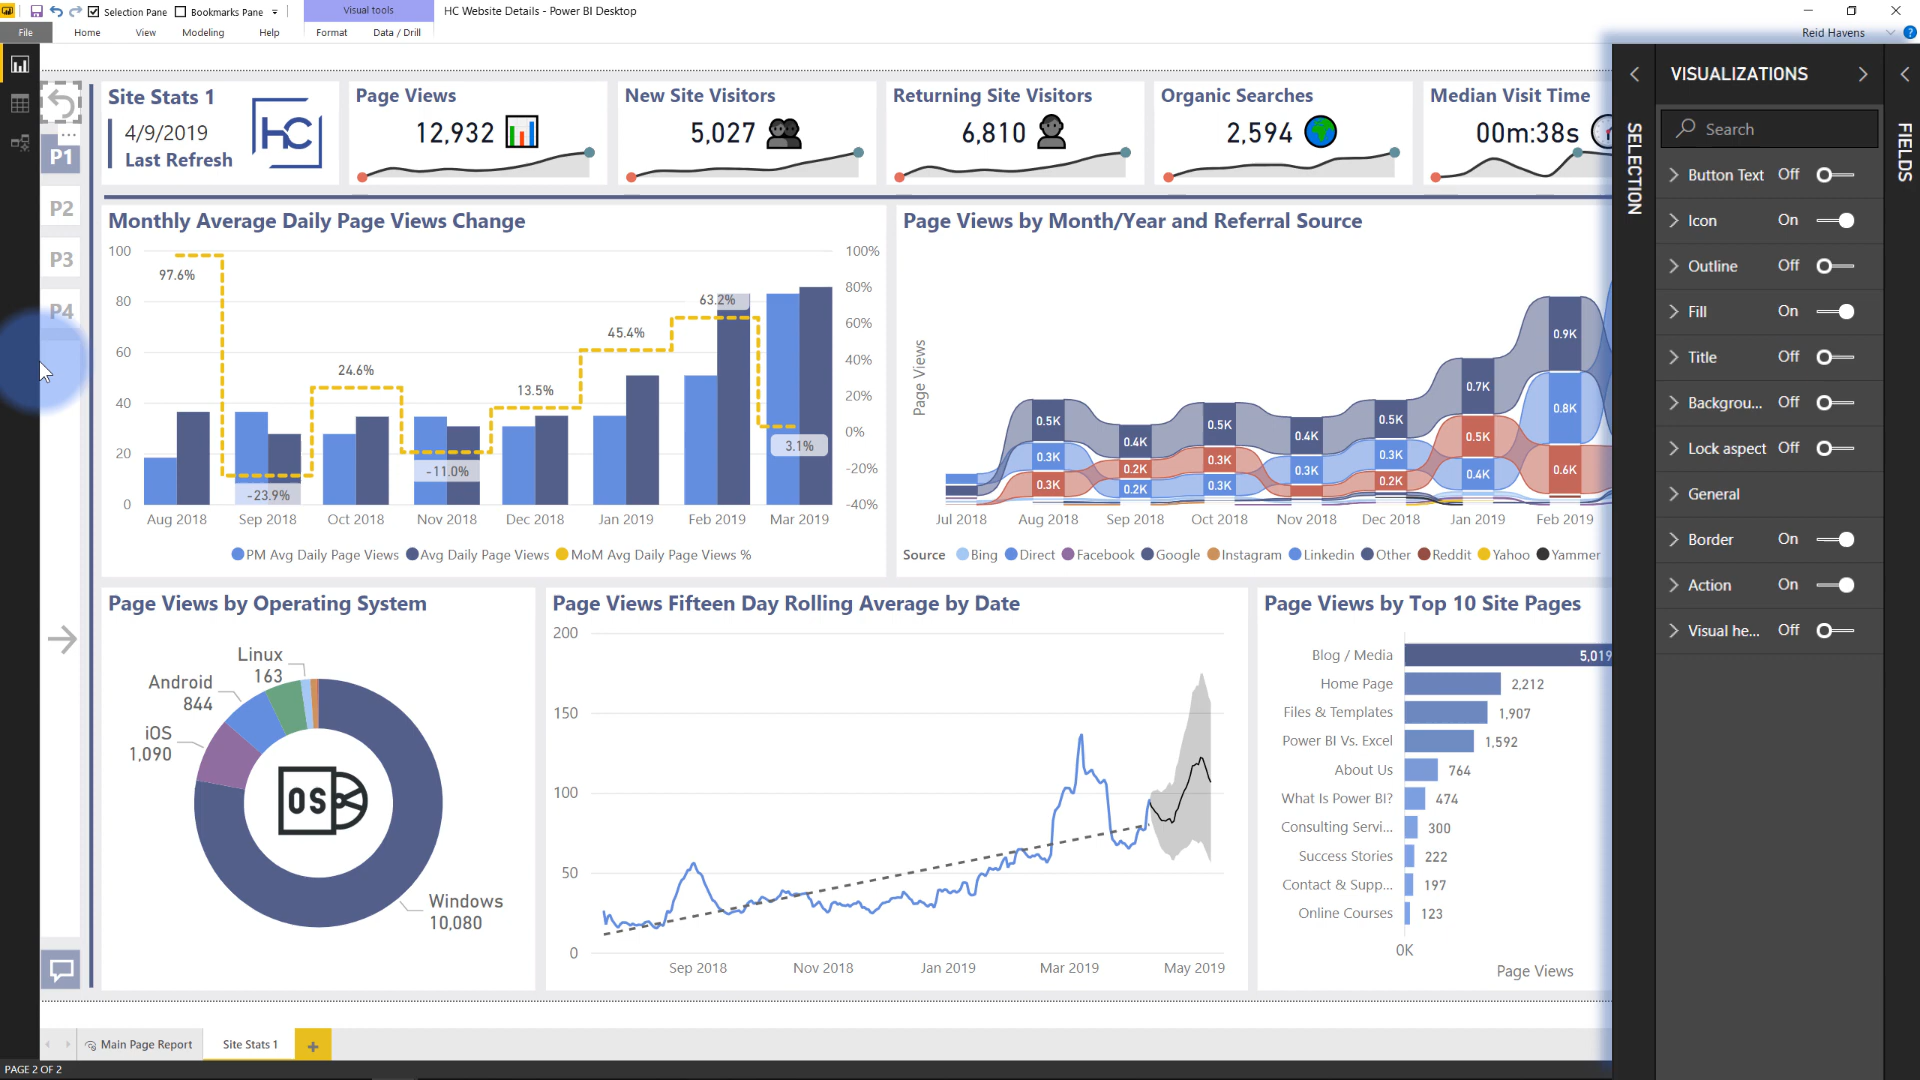 Selection Pane
Bookmarks Pane
Visual tools
HC Website Details - Power BI Desktop
File
Home
View
Modeling
Help
Format
Data / Drill
Reid Havens
?
P1
P2
P3
P4
Site Stats 1
4/9/2019
Last Refresh
HC
Page Views
12,932
New Site Visitors
5,027
Returning Site Visitors
6,810
Organic Searches
2,594
Median Visit Time
00m:38s
Monthly Average Daily Page Views Change
100
80
60
40
20
0
100%
80%
60%
40%
20%
0%
-20%
-40%
97.6%
-23.9%
24.6%
-11.0%
13.5%
45.4%
63.2%
3.1%
Aug 2018
Sep 2018
Oct 2018
Nov 2018
Dec 2018
Jan 2019
Feb 2019
Mar 2019
PM Avg Daily Page Views
Avg Daily Page Views
MoM Avg Daily Page Views %
Page Views by Month/Year and Referral Source
Page Views
0.5K
0.3K
0.3K
0.4K
0.2K
0.2K
0.5K
0.3K
0.3K
0.4K
0.3K
0.5K
0.3K
0.2K
0.7K
0.5K
0.4K
0.9K
0.8K
0.6K
Jul 2018
Aug 2018
Sep 2018
Oct 2018
Nov 2018
Dec 2018
Jan 2019
Feb 2019
Source
Bing
Direct
Facebook
Google
Instagram
Linkedin
Other
Reddit
Yahoo
Yammer
Page Views by Operating System
Linux
163
Android
844
iOS
1,090
OS
Windows
10,080
Page Views Fifteen Day Rolling Average by Date
200
150
100
50
0
Sep 2018
Nov 2018
Jan 2019
Mar 2019
May 2019
Page Views by Top 10 Site Pages
Blog / Media
5,019
Home Page
2,212
Files & Templates
1,907
Power BI Vs. Excel
1,592
About Us
764
What Is Power BI?
474
Consulting Servi...
300
Success Stories
222
Contact & Supp...
197
Online Courses
123
0K
Page Views
SELECTION
VISUALIZATIONS
Search
Button Text Off
Icon On
Outline Off
Fill On
Title Off
Backgrou... Off
Lock aspect Off
General
Border On
Action On
Visual he... Off
FIELDS
Main Page Report
Site Stats 1
+
PAGE 2 OF 2